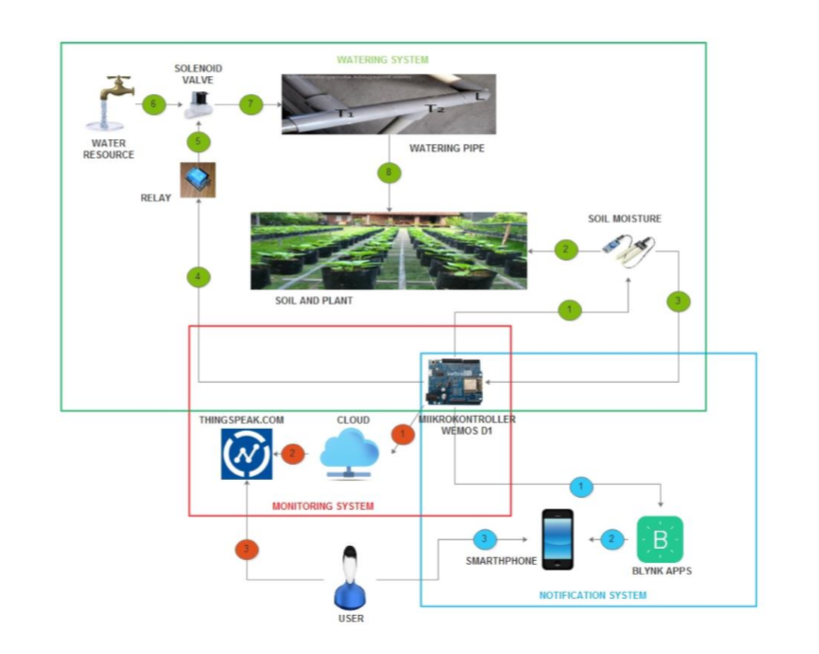 WATERING SYSTEM
SOLENOID
VALVE
6
7
T1
T2
L
5
WATER
RESOURCE
WATERING PIPE
8
RELAY
SOIL MOISTURE
2
4
3
SOIL AND PLANT
1
THINGSPEAK.COM
CLOUD
MIIKROKONTROLLER
WEMOS D1
1
2
MONITORING SYSTEM
1
3
3
2
B
SMARTHPHONE
BLYNK APPS
NOTIFICATION SYSTEM
USER